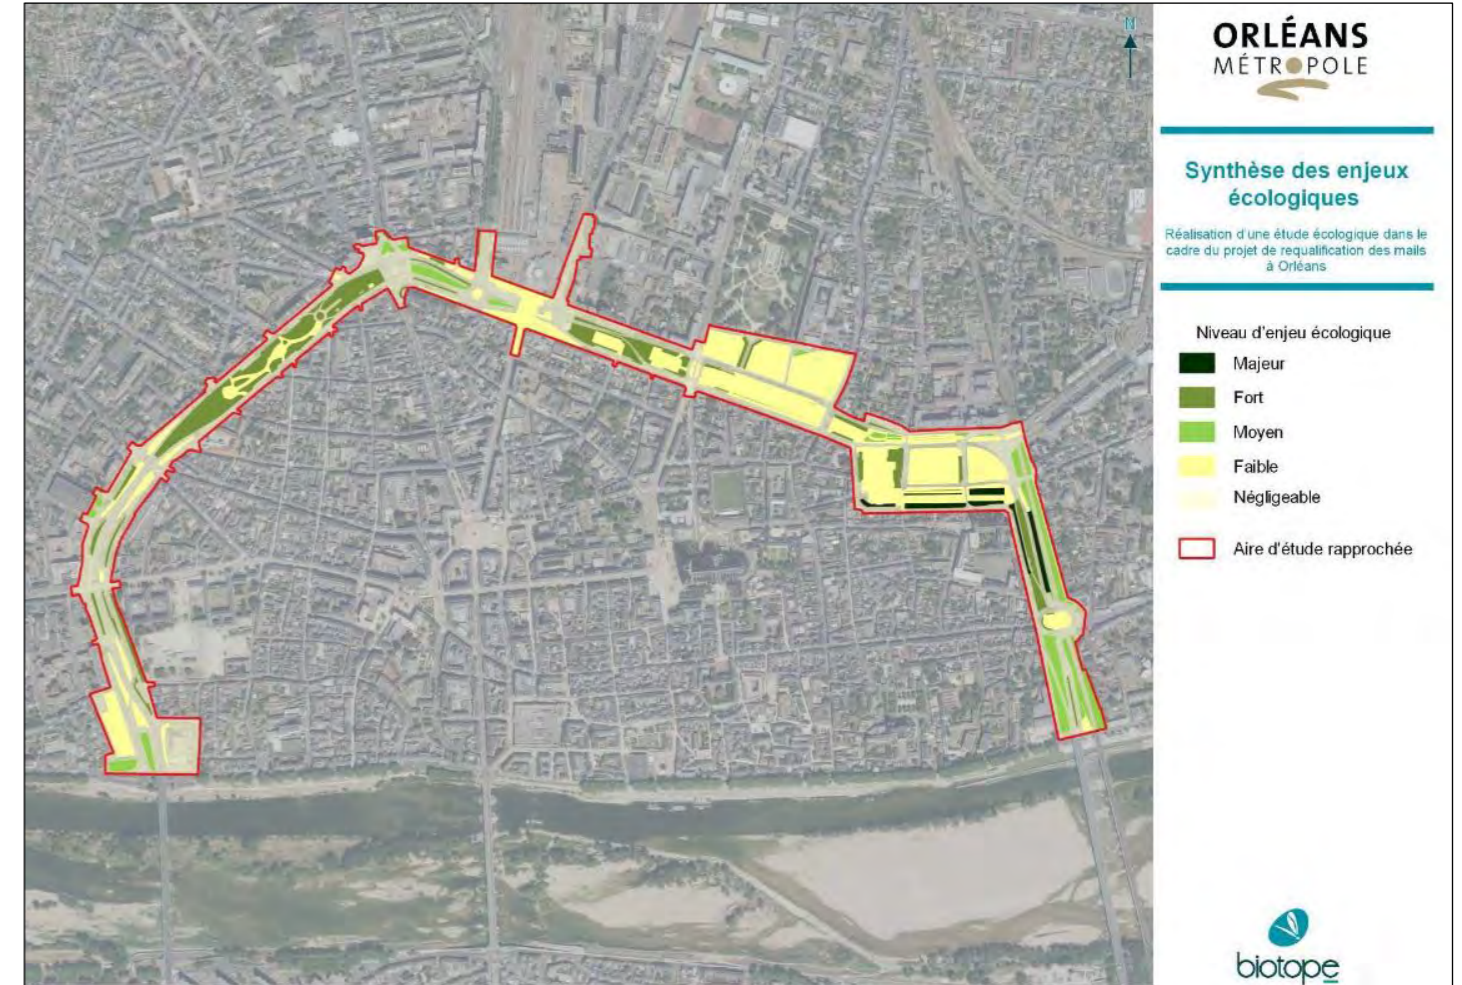 N
ORLÉANS
MÉTROPOLE
Synthèse des enjeux
écologiques
Réalisation d'une étude écologique dans le
cadre du projet de requalification des mails
à Orléans
Niveau d'enjeu écologique
Majeur
Fort
Moyen
Faible
Négligeable
Aire d'étude rapprochée
biotope